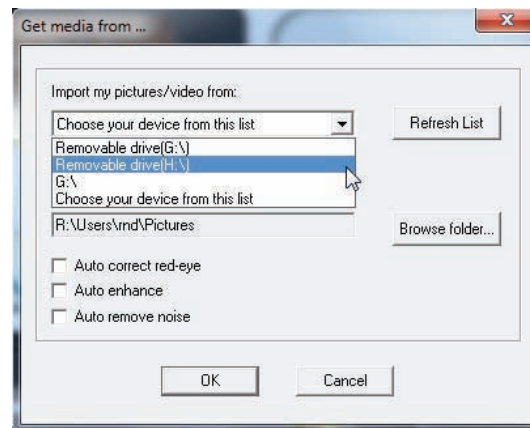 Get media from ...
Import my pictures/video from:
Choose your device from this list
Refresh List
Removable drive(G:\)
Removable drive(H:\)
G:\
Choose your device from this list
R:\Users\rnd\Pictures
Browse folder...
Auto correct red-eye
Auto enhance
Auto remove noise
OK
Cancel